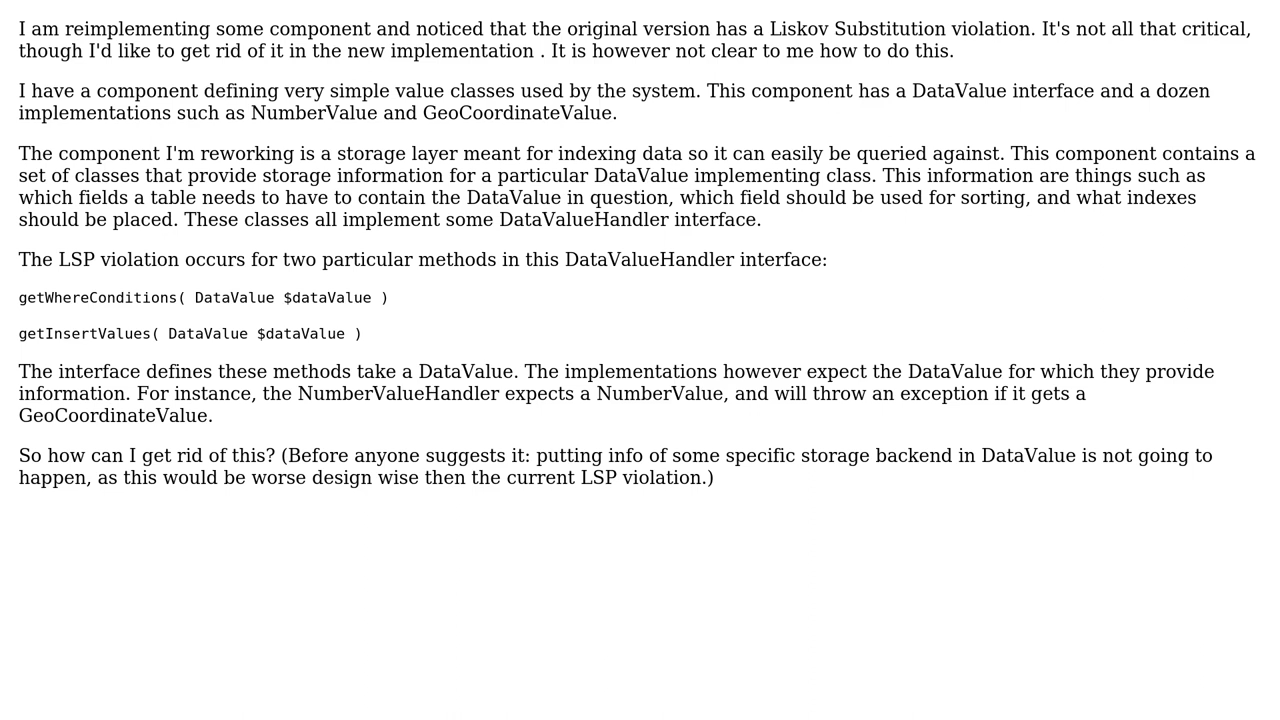 I am reimplementing some component and noticed that the original version has a Liskov Substitution violation. It's not all that critical,
though I'd like to get rid of it in the new implementation . It is however not clear to me how to do this.
I have a component defining very simple value classes used by the system. This component has a DataValue interface and a dozen
implementations such as NumberValue and GeoCoordinateValue.
The component I'm reworking is a storage layer meant for indexing data so it can easily be queried against. This component contains a
set of classes that provide storage information for a particular DataValue implementing class. This information are things such as
which fields a table needs to have to contain the DataValue in question, which field should be used for sorting, and what indexes
should be placed. These classes all implement some DataValueHandler interface.
The LSP violation occurs for two particular methods in this DataValueHandler interface:
getWhereConditions( DataValue $dataValue )
getInsertValues( DataValue $dataValue )
The interface defines these methods take a DataValue. The implementations however expect the DataValue for which they provide
information. For instance, the NumberValueHandler expects a NumberValue, and will throw an exception if it gets a
GeoCoordinateValue.
So how can I get rid of this? (Before anyone suggests it: putting info of some specific storage backend in DataValue is not going to
happen, as this would be worse design wise then the current LSP violation.)